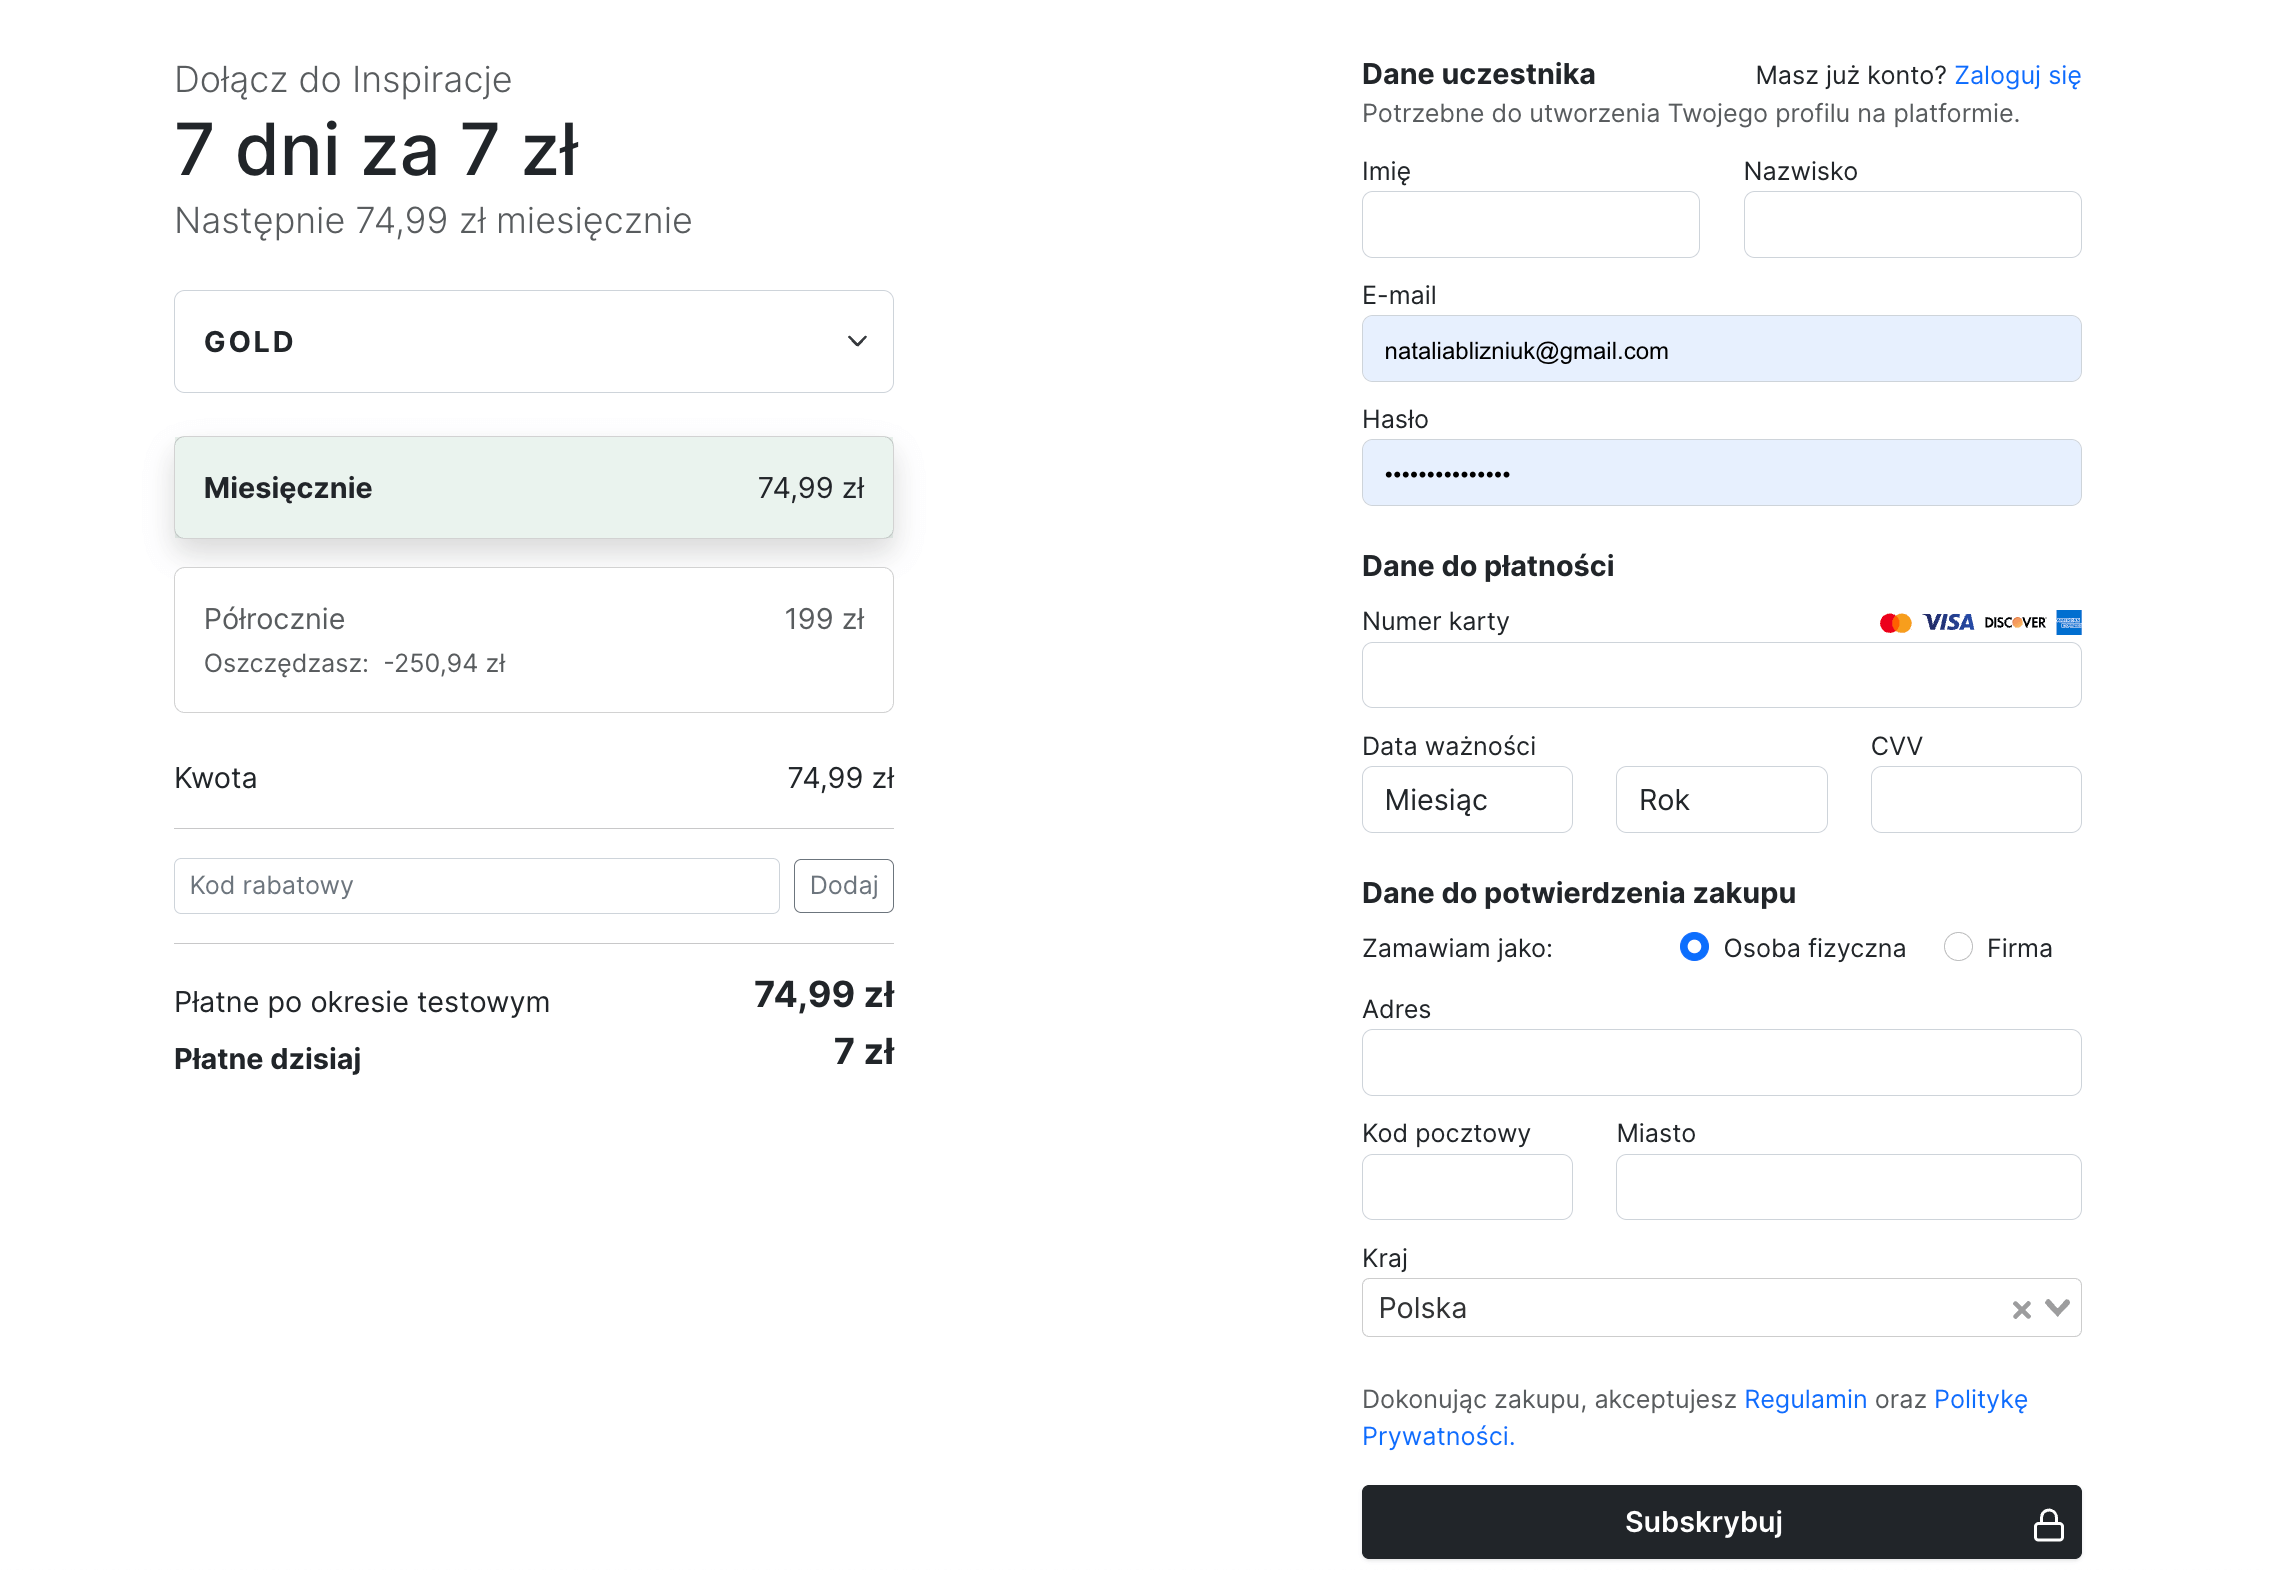 Dołącz do Inspiracje
7 dni za 7 zł
Następnie 74,99 zł miesięcznie
GOLD
Miesięcznie 74,99 zł
Półrocznie 199 zł
Oszczędzasz: -250,94 zł
Kwota 74,99 zł
Kod rabatowy Dodaj
Płatne po okresie testowym 74,99 zł
Płatne dzisiaj 7 zł
Dane uczestnika Masz już konto? Zaloguj się
Potrzebne do utworzenia Twojego profilu na platformie.
Imię Nazwisko
E-mail
nataliablizniuk@gmail.com
Hasło
Dane do płatności
Numer karty VISA DISCOVER
Data ważności CVV
Miesiąc Rok
Dane do potwierdzenia zakupu
Zamawiam jako: Osoba fizyczna Firma
Adres
Kod pocztowy Miasto
Kraj
Polska
Dokonując zakupu, akceptujesz Regulamin oraz Politykę
Prywatności.
Subskrybuj